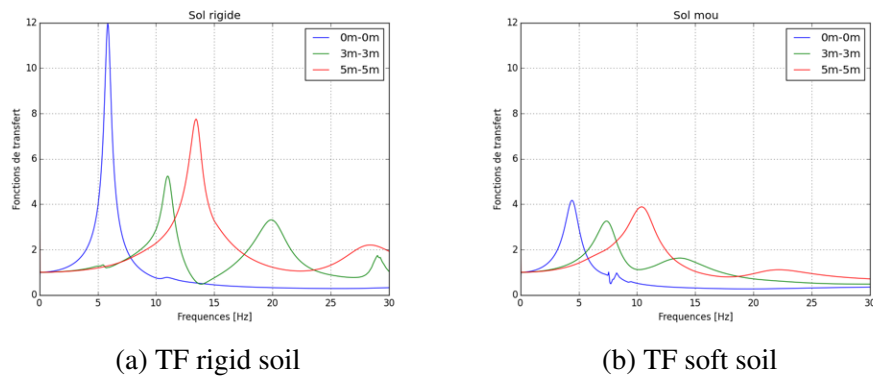 Sol rigide
12
10
8
6
4
2
0
0
5
10
15
20
25
30
Fonctions de transfert
Frequences [Hz]
0m-0m
3m-3m
5m-5m
(a) TF rigid soil
Sol mou
12
10
8
6
4
2
0
0
5
10
15
20
25
30
Fonctions de transfert
Frequences [Hz]
0m-0m
3m-3m
5m-5m
(b) TF soft soil